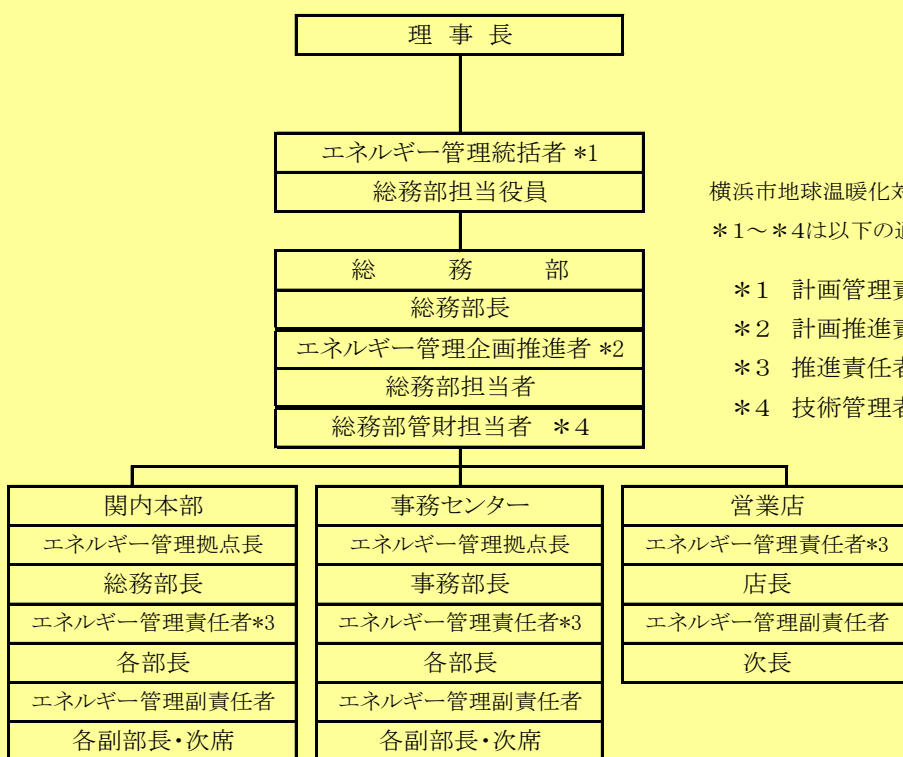 理 事 長
エネルギー管理統括者 *1
総務部担当役員
総 務 部
総務部長
エネルギー管理企画推進者 *2
総務部担当者
総務部管財担当者 *4
横浜市地球温暖化
*1～*4は以下の
*1 計画管理
*2 計画推進
*3 推進責任者
*4 技術管理者
関内本部
エネルギー管理拠点長
総務部長
エネルギー管理責任者*3
各部長
エネルギー管理副責任者
各副部長・次席
事務センター
エネルギー管理拠点長
事務部長
エネルギー管理責任者*3
各部長
エネルギー管理副責任者
各副部長・次席
営業店
エネルギー管理責任者*3
店長
エネルギー管理副責任者
次長